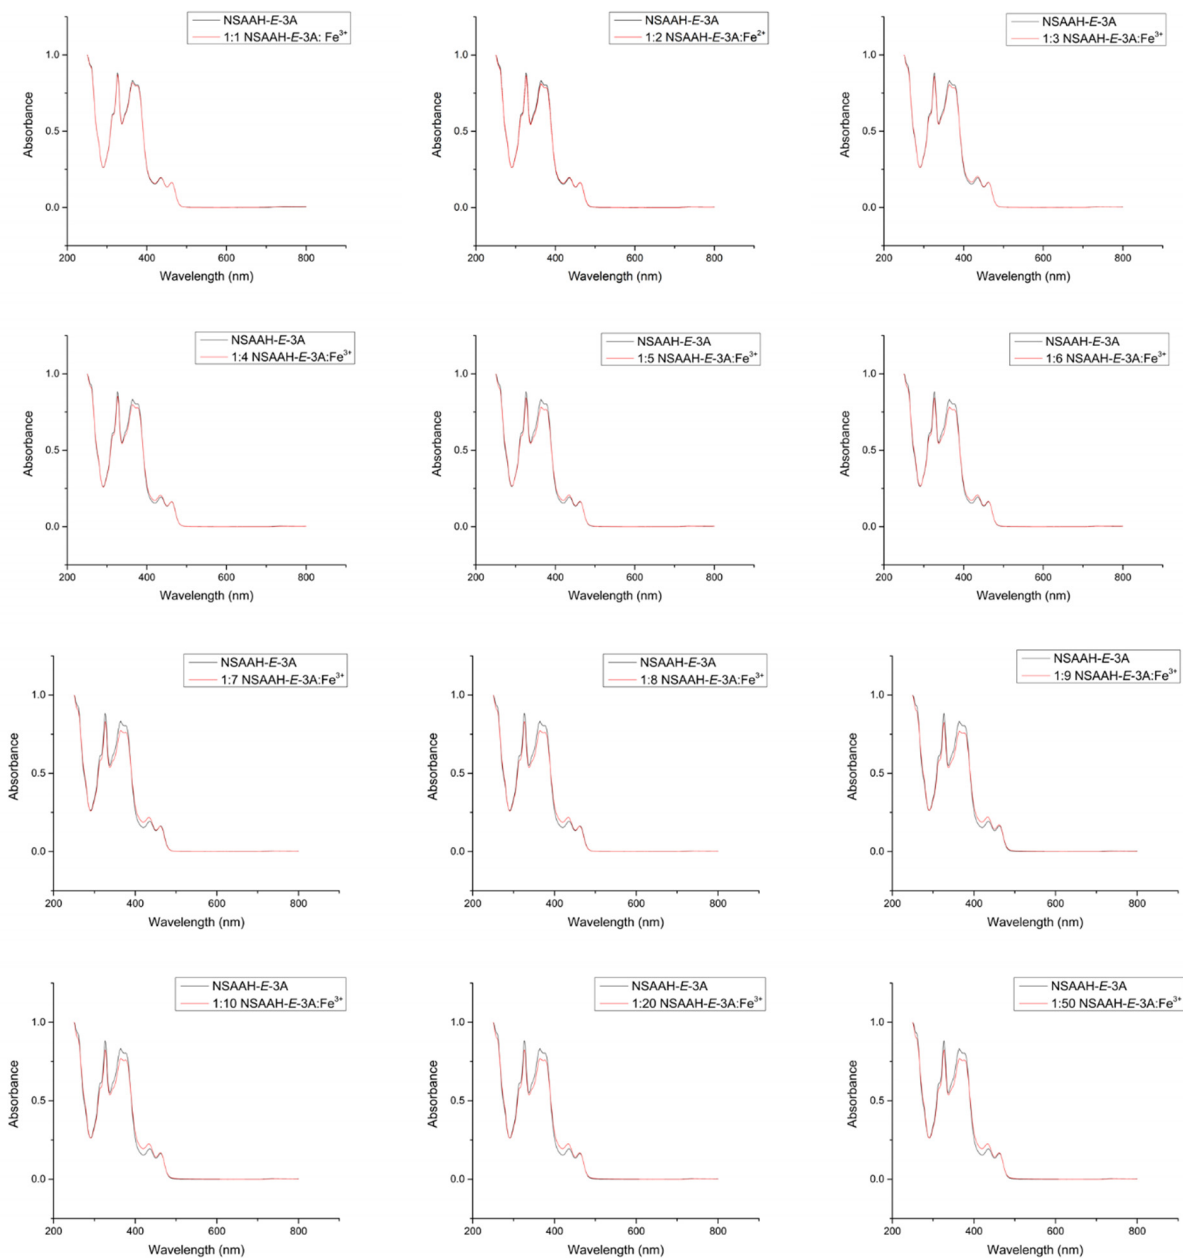 NSAAH-E-3A
1:1 NSAAH-E-3A: Fe3+
1.0
0.5
0.0
Absorbance
200 400 600 800
Wavelength (nm)
NSAAH-E-3A
1:2 NSAAH-E-3A:Fe2+
1.0
0.5
0.0
Absorbance
200 400 600 800
Wavelength (nm)
NSAAH-E-3A
1:3 NSAAH-E-3A:Fe3+
1.0
0.5
0.0
Absorbance
200 400 600 800
Wavelength (nm)
NSAAH-E-3A
1:4 NSAAH-E-3A:Fe3+
1.0
0.5
0.0
Absorbance
200 400 600 800
Wavelength (nm)
NSAAH-E-3A
1:5 NSAAH-E-3A:Fe3+
1.0
0.5
0.0
Absorbance
200 400 600 800
Wavelength (nm)
NSAAH-E-3A
1:6 NSAAH-E-3A:Fe3+
1.0
0.5
0.0
Absorbance
200 400 600 800
Wavelength (nm)
NSAAH-E-3A
1:7 NSAAH-E-3A:Fe3+
1.0
0.5
0.0
Absorbance
200 400 600 800
Wavelength (nm)
NSAAH-E-3A
1:8 NSAAH-E-3A:Fe3+
1.0
0.5
0.0
Absorbance
200 400 600 800
Wavelength (nm)
NSAAH-E-3A
1:9 NSAAH-E-3A:Fe3+
1.0
0.5
0.0
Absorbance
200 400 600 800
Wavelength (nm)
NSAAH-E-3A
1:10 NSAAH-E-3A:Fe3+
1.0
0.5
0.0
Absorbance
200 400 600 800
Wavelength (nm)
NSAAH-E-3A
1:20 NSAAH-E-3A:Fe3+
1.0
0.5
0.0
Absorbance
200 400 600 800
Wavelength (nm)
NSAAH-E-3A
1:50 NSAAH-E-3A:Fe3+
1.0
0.5
0.0
Absorbance
200 400 600 800
Wavelength (nm)